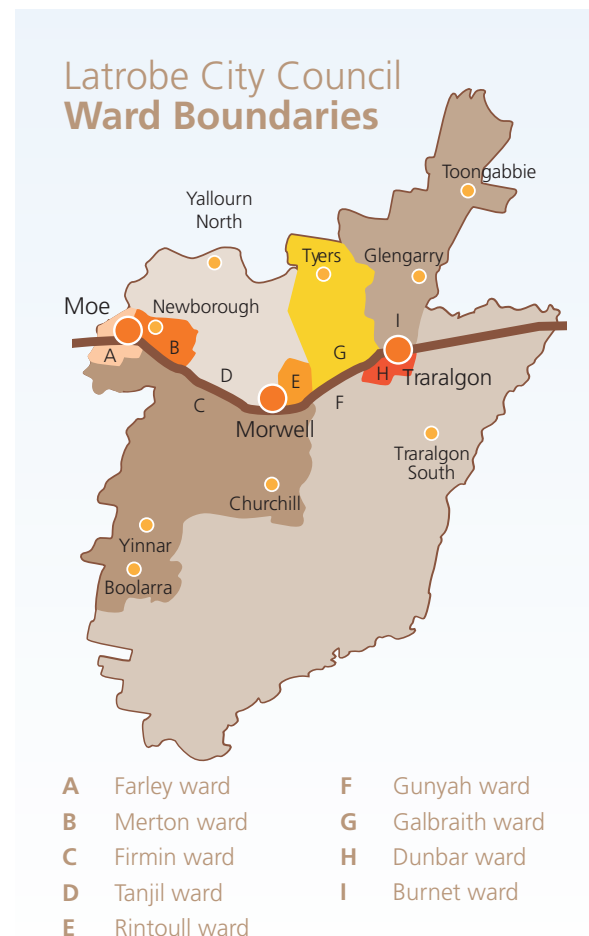 Latrobe City Council
Ward Boundaries
Toongabbie
Yallourn
North
Tyers
Glengarry
Moe
Newborough
I
B
G
A
D
E
H
Traralgon
C
F
Morwell
Traralgon
South
Churchill
Yinnar
Boolarra
A Farley ward
B Merton ward
C Firmin ward
D Tanjil ward
E Rintoull ward
F Gunyah ward
G Galbraith ward
H Dunbar ward
I Burnet ward